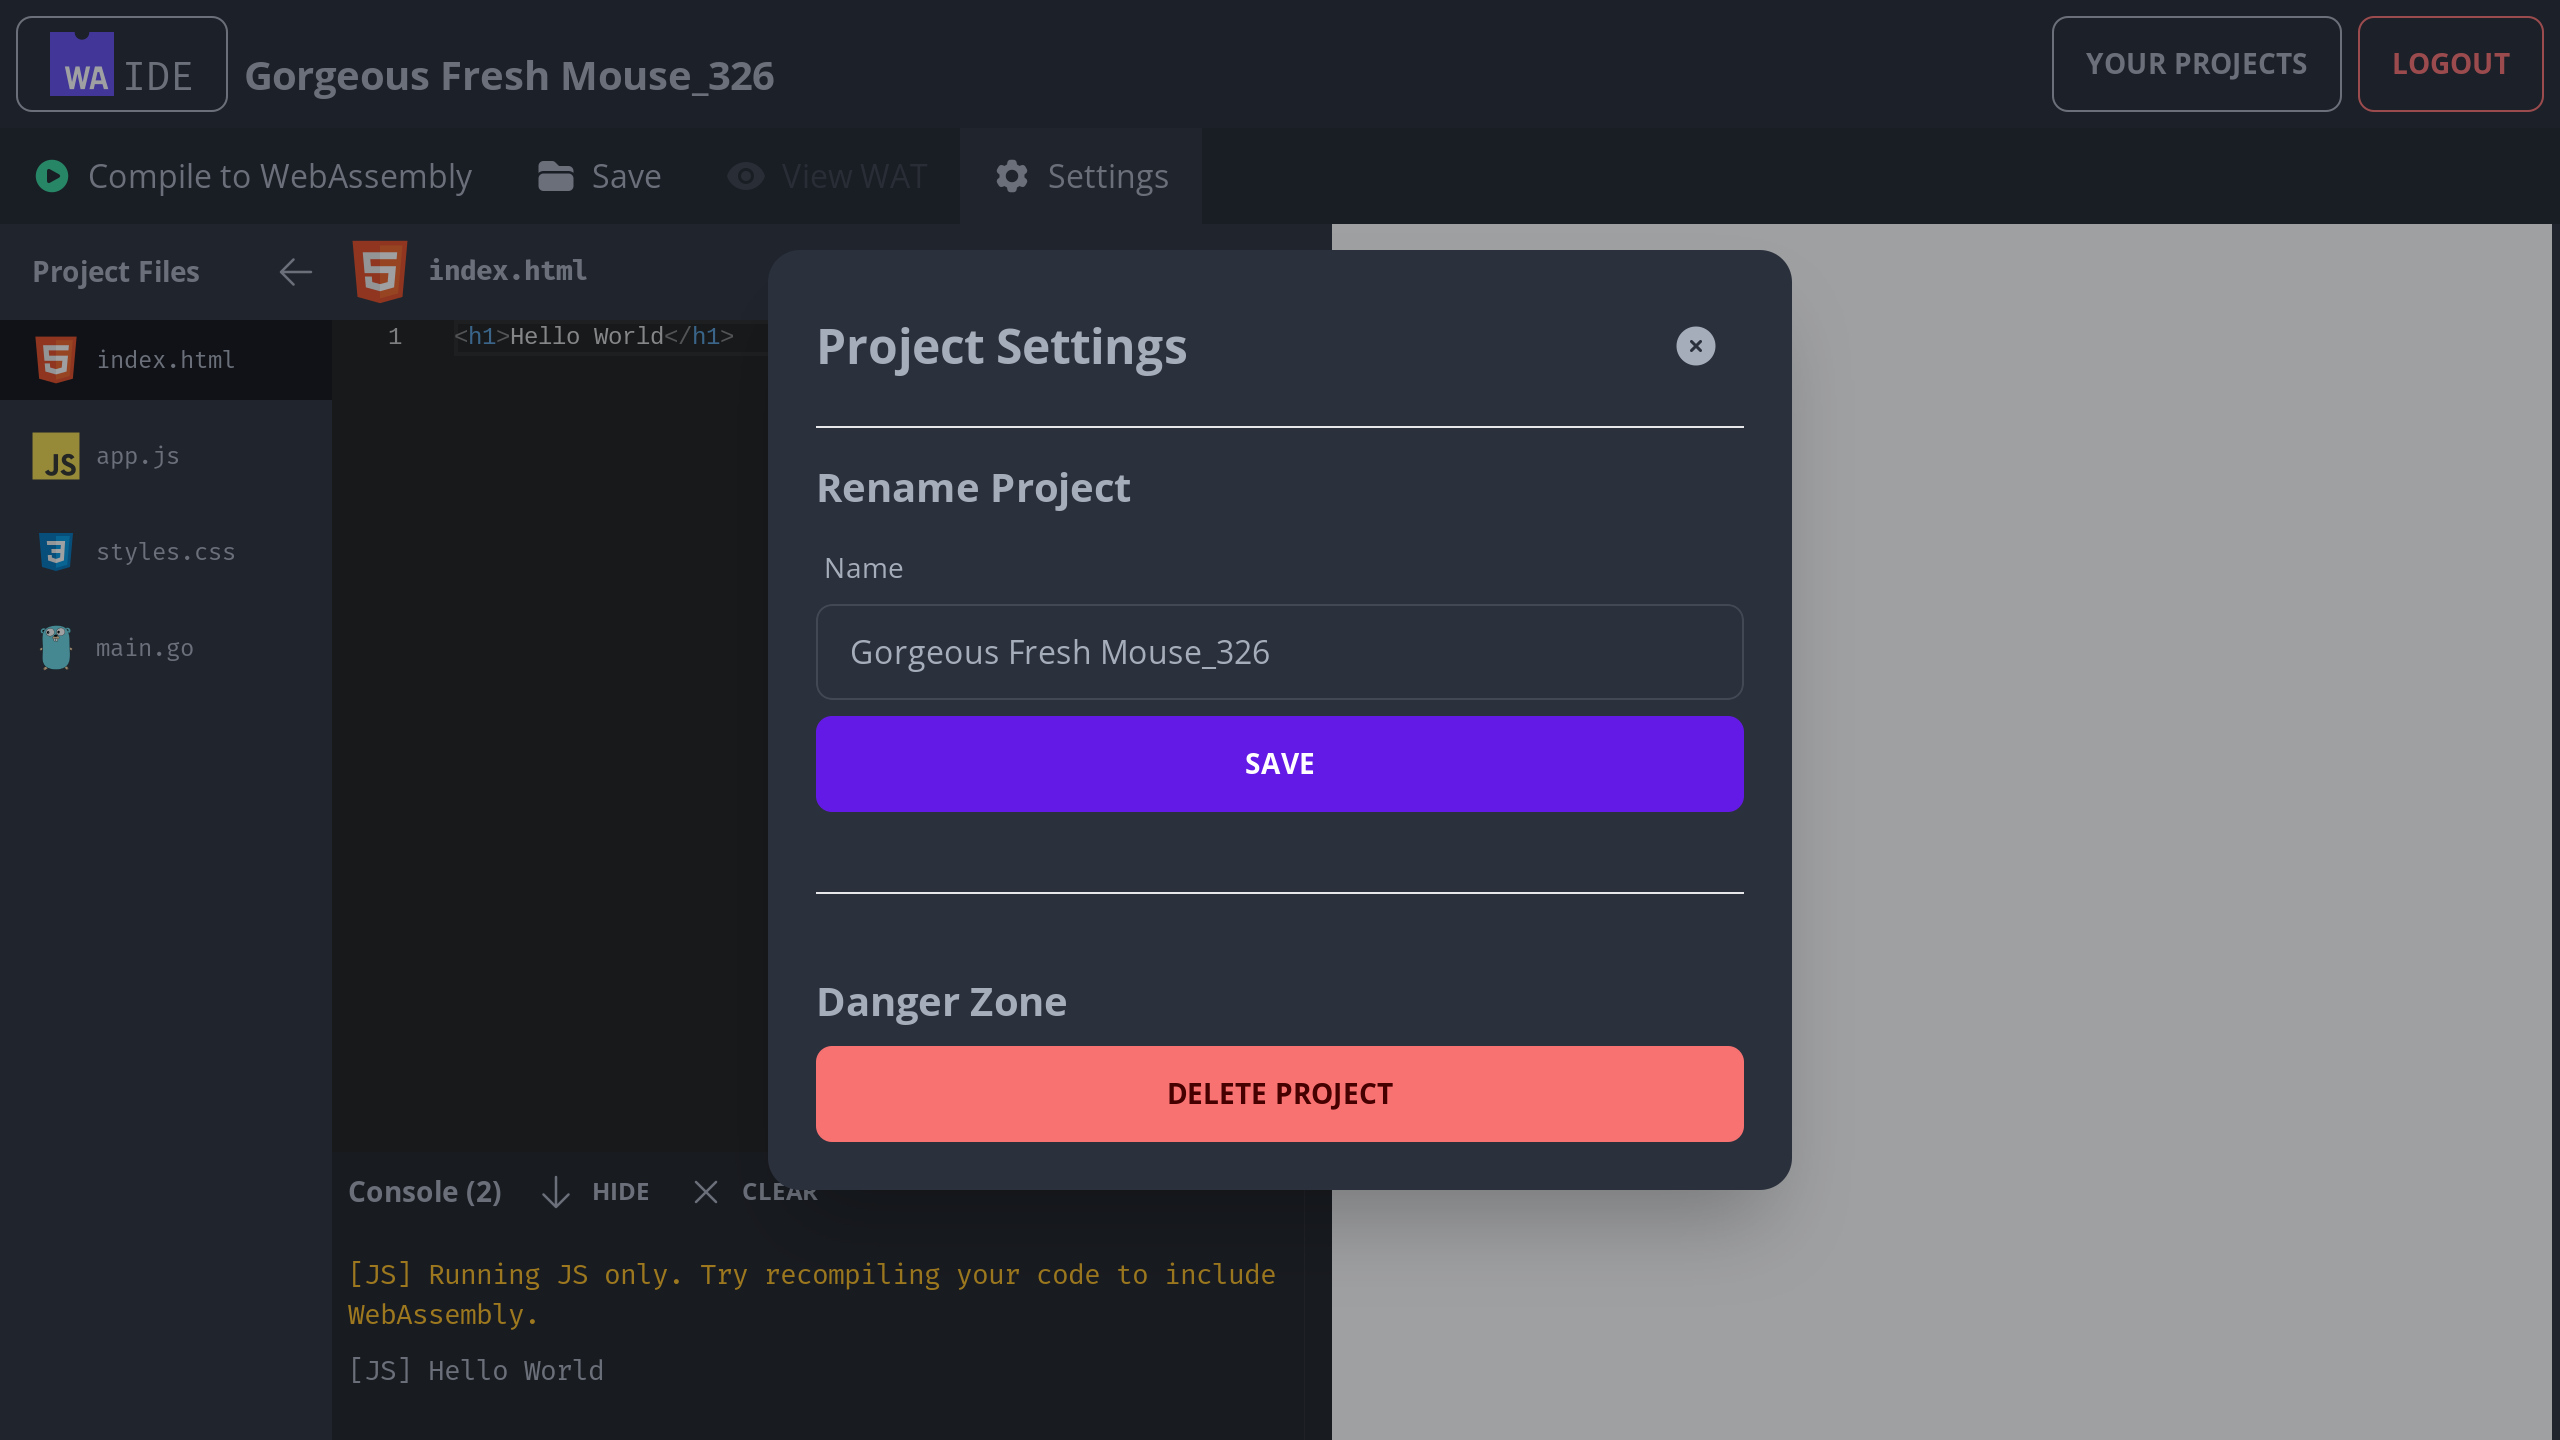 WA IDE
Gorgeous Fresh Mouse_326
YOUR PROJECTS
LOGOUT
Compile to WebAssembly
Save
View WAT
Settings
Project Files
index.html
index.html
app.js
styles.css
main.go
1 <h1>Hello World</h1>
Project Settings
Rename Project
Name
Gorgeous Fresh Mouse_326
SAVE
Danger Zone
DELETE PROJECT
Console (2)
HIDE
CLEAR
[JS] Running JS only. Try recompiling your code to include
WebAssembly.
[JS] Hello World